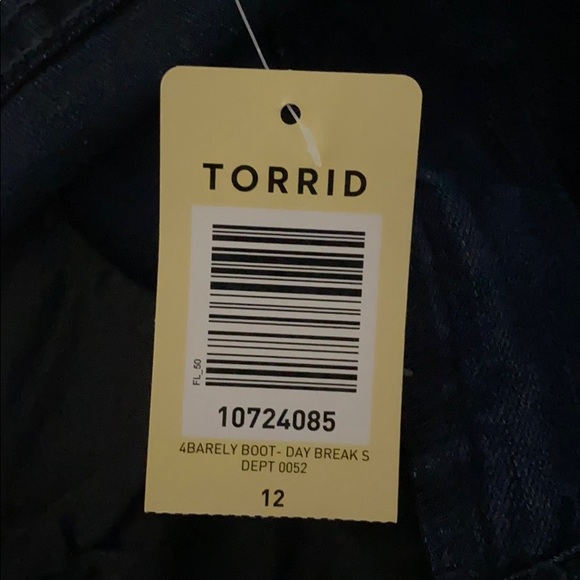 TORRID
FL_50
10724085
4BARELY BOOT- DAY BREAK S
DEPT 0052
12